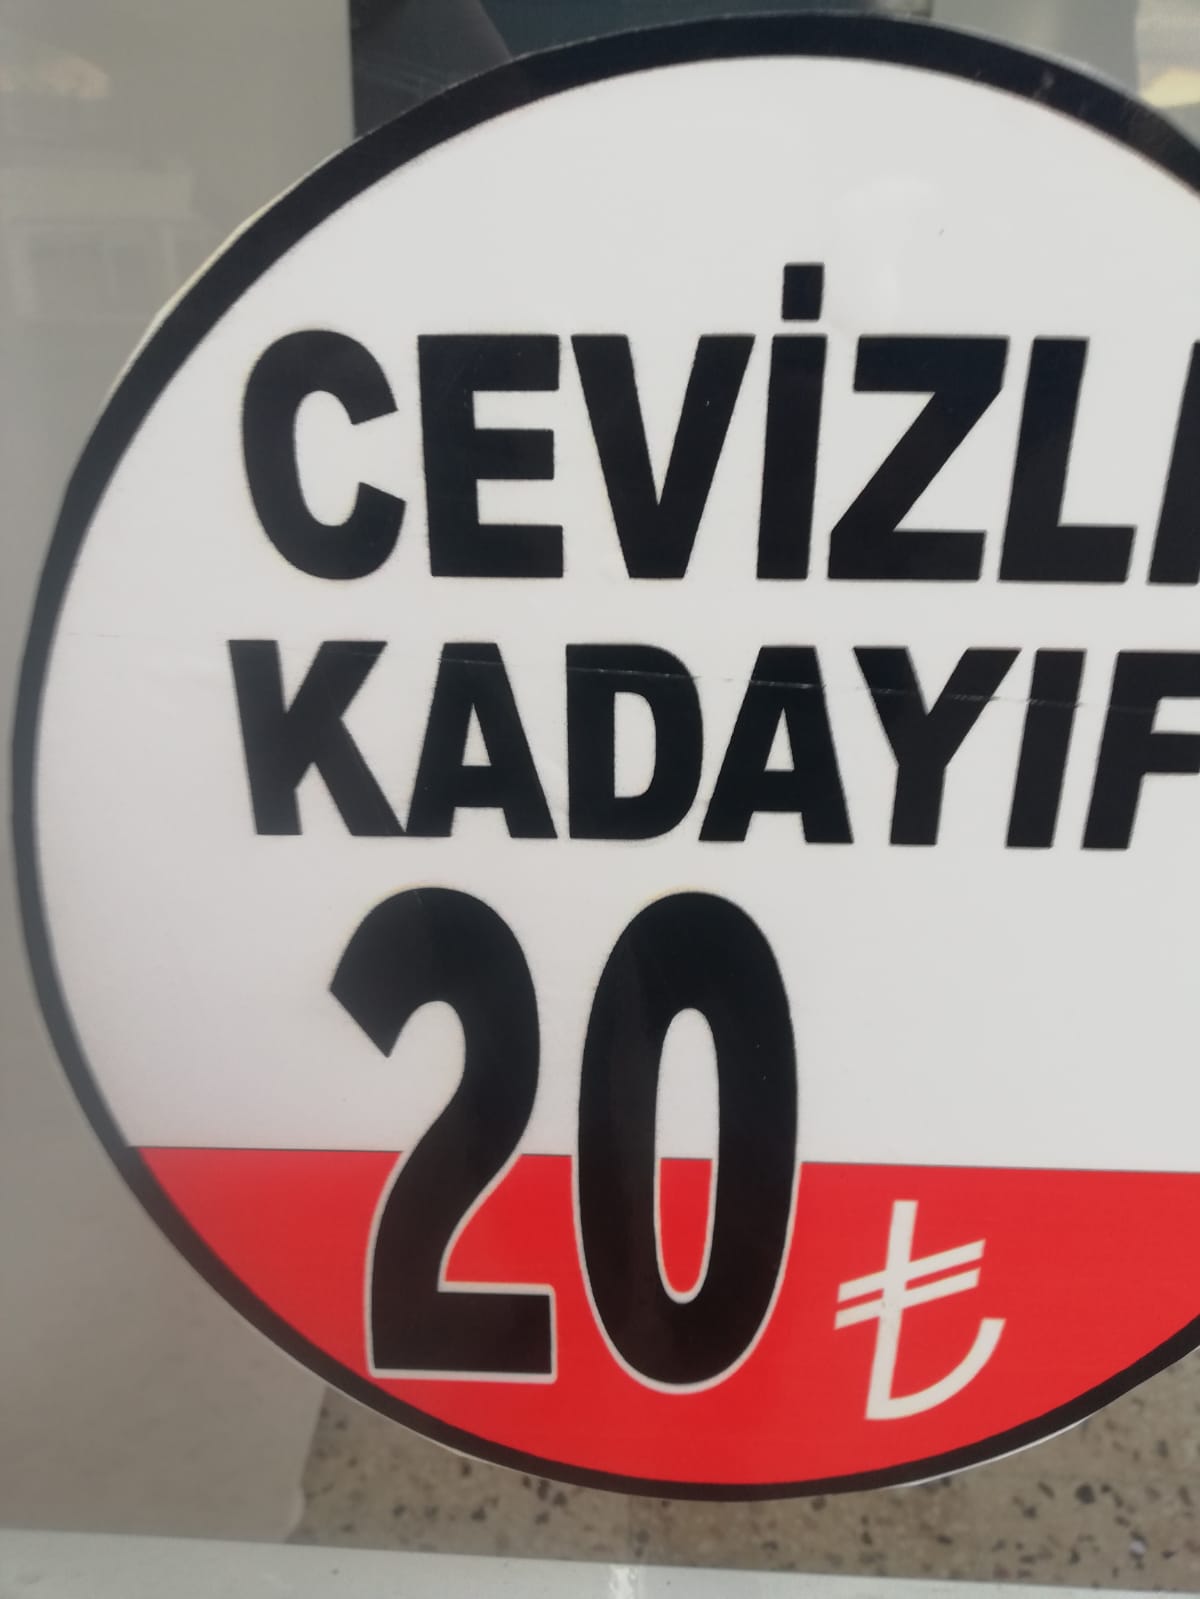 CEVİZLİ
KADAYIF
20 ₺